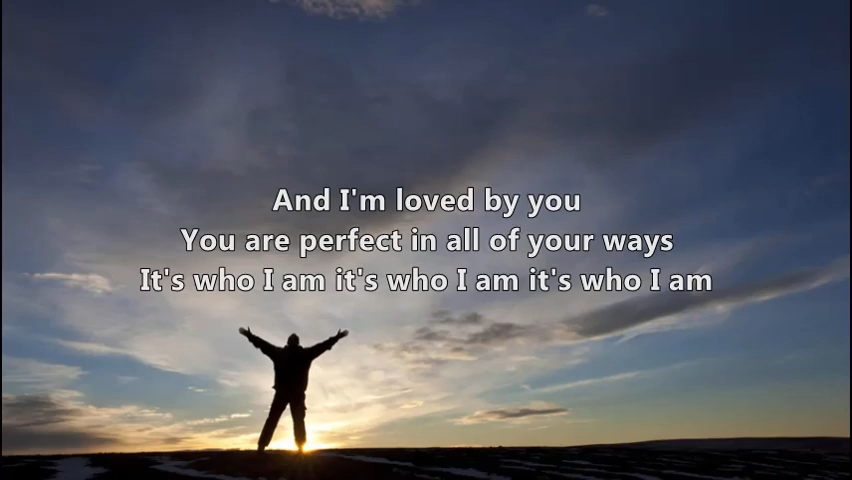 And I'm loved by you
You are perfect in all of your ways
It's who I am it's who I am it's who I am